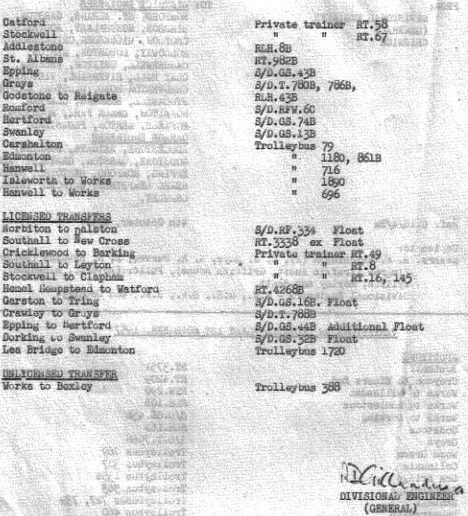 Catford Private trainer RT.58
Stockwell " " RT.67
Addlestone RLH.8B
St. Albans RT.982B
Epping S/D.GS.43B
Grays S/D.T.780B, 786B,
Godstone to Reigate RLH.43B
Romford S/D.RFW.6C
Hertford S/D.GS.74B
Swanley S/D.GS.13B
Carshalton Trolleybus 79
Edmonton " 1180, 861B
Hanwell " 716
Isleworth to Works " 1890
Hanwell to Works " 696
LICENSED TRANSFERS
Norbiton to Dalston S/D.RF.334 Float
Southall to New Cross RT.3338 ex Float
Cricklewood to Barking Private trainer RT.49
Southall to Leyton " " RT.8
Stockwell to Clapham " " RT.16, 145
Hemel Hempstead to Watford RT.4268B
Garston to Tring S/D.GS.16B. Float
Crawley to Grays S/D.T.788B
Epping to Hertford S/D.GS.44B Additional Float
Dorking to Swanley S/D.GS.32B Float
Lea Bridge to Edmonton Trolleybus 1720
UNLICENSED TRANSFER
Works to Bexley Trolleybus 388
DIVISIONAL ENGINEER
(GENERAL)